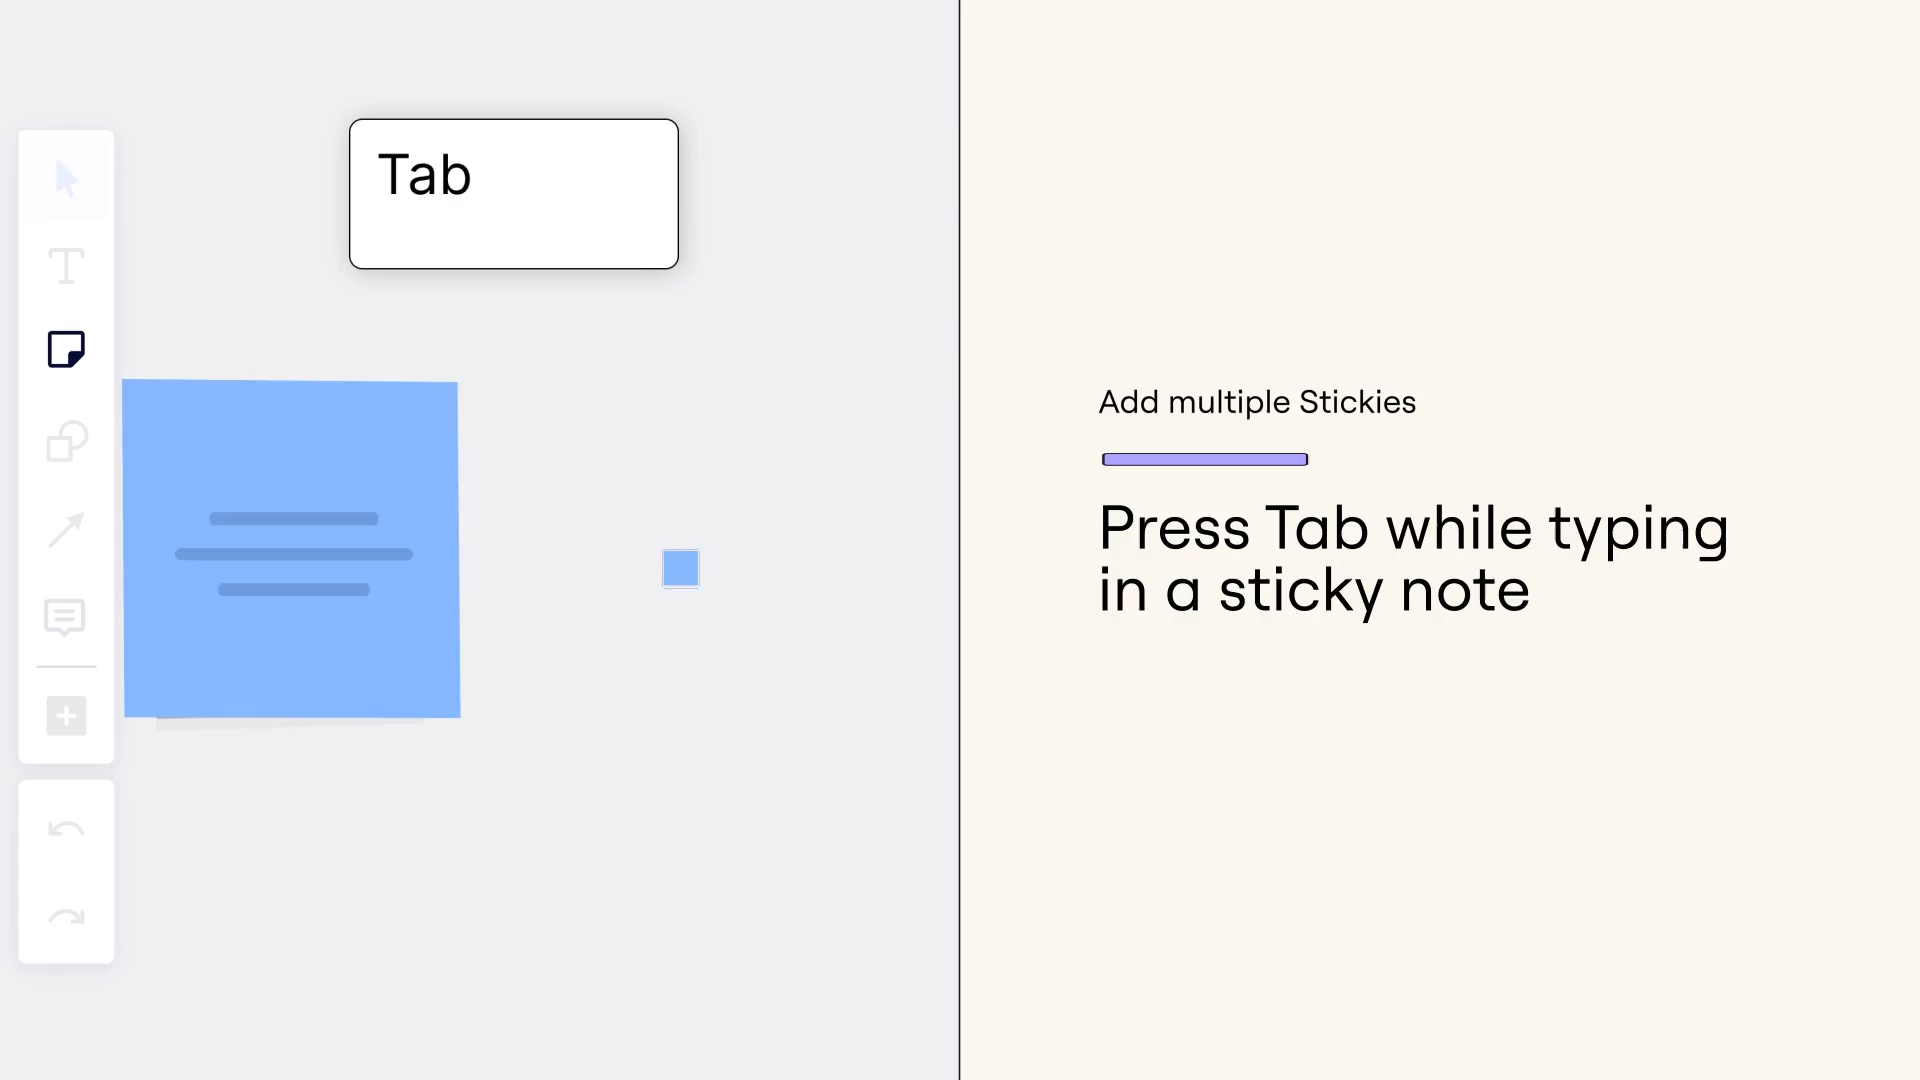 Tab
Add multiple Stickies
Press Tab while typing
in a sticky note